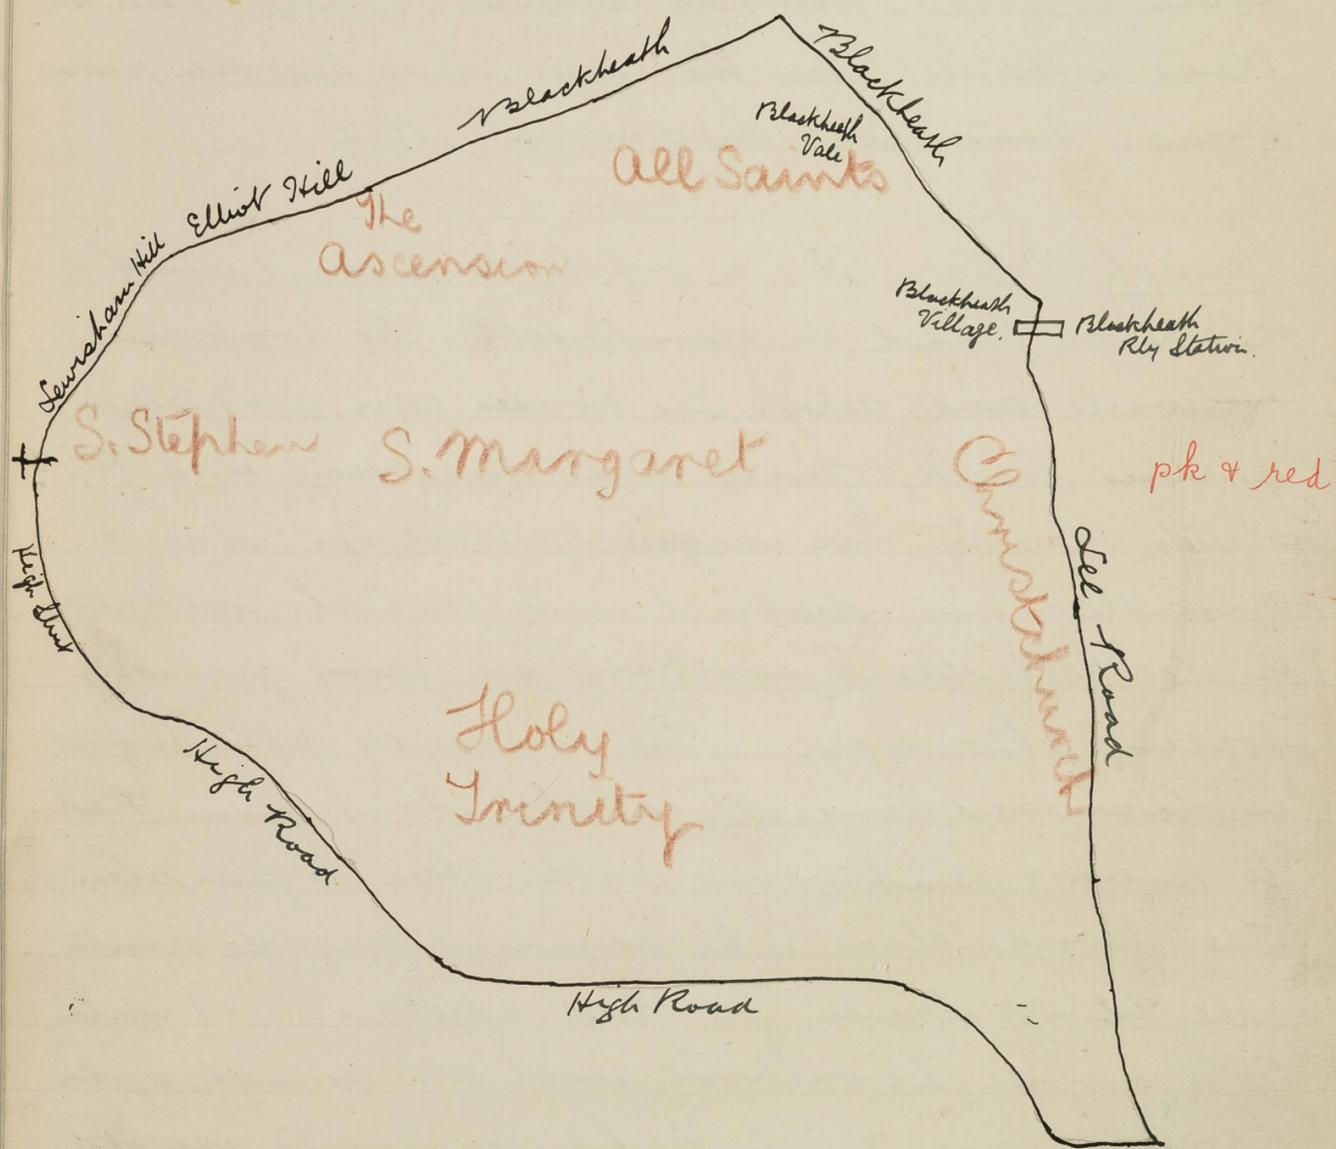 Blackheath
Blackheath
Blackheath
Vale
All Saints
Elliot Hill
The
Ascension
Lewisham Hill
Blackheath
Village.
Blackheath
Rly Station.
S. Stephen
S. Margaret
Christchurch
pk & red
High Street
Lee Road
Holy
Trinity
High Road
High Road